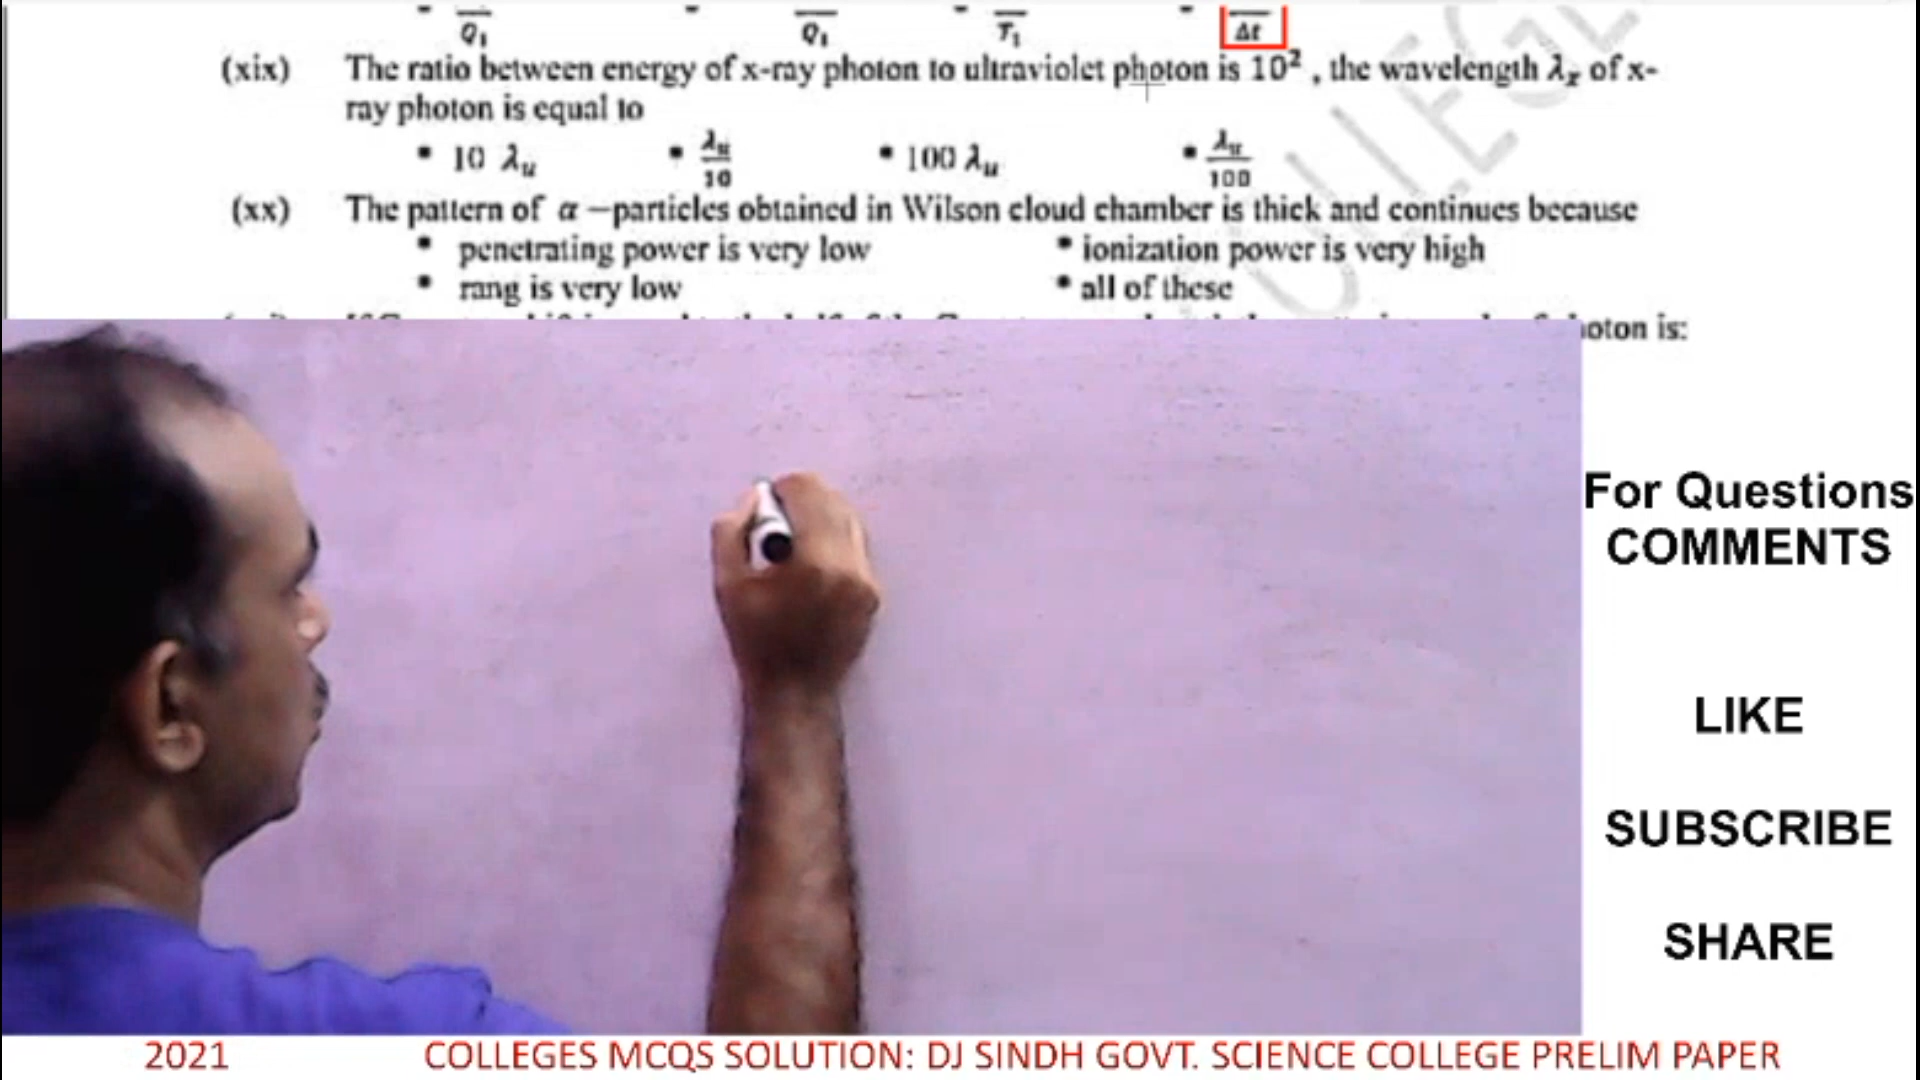 Q₁ Q₁ T₁ Δt
(xix) The ratio between energy of x-ray photon to ultraviolet photon is 10², the wavelength λₓ of x-
ray photon is equal to
• 10 λᵤ • λᵤ/10 • 100 λᵤ • λᵤ/100
(xx) The pattern of α –particles obtained in Wilson cloud chamber is thick and continues because
• penetrating power is very low • ionization power is very high
• rang is very low • all of these
photon is:
For Questions
COMMENTS
LIKE
SUBSCRIBE
SHARE
2021 COLLEGES MCQS SOLUTION: DJ SINDH GOVT. SCIENCE COLLEGE PRELIM PAPER